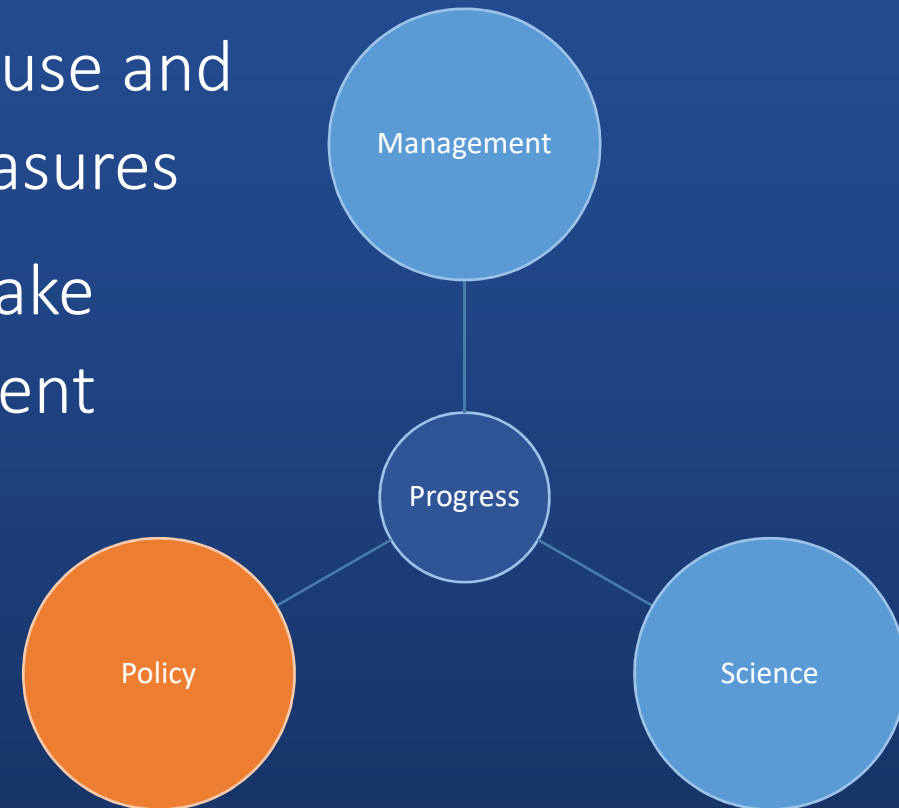 use and
asures
ake
ent
Management
Progress
Policy
Science